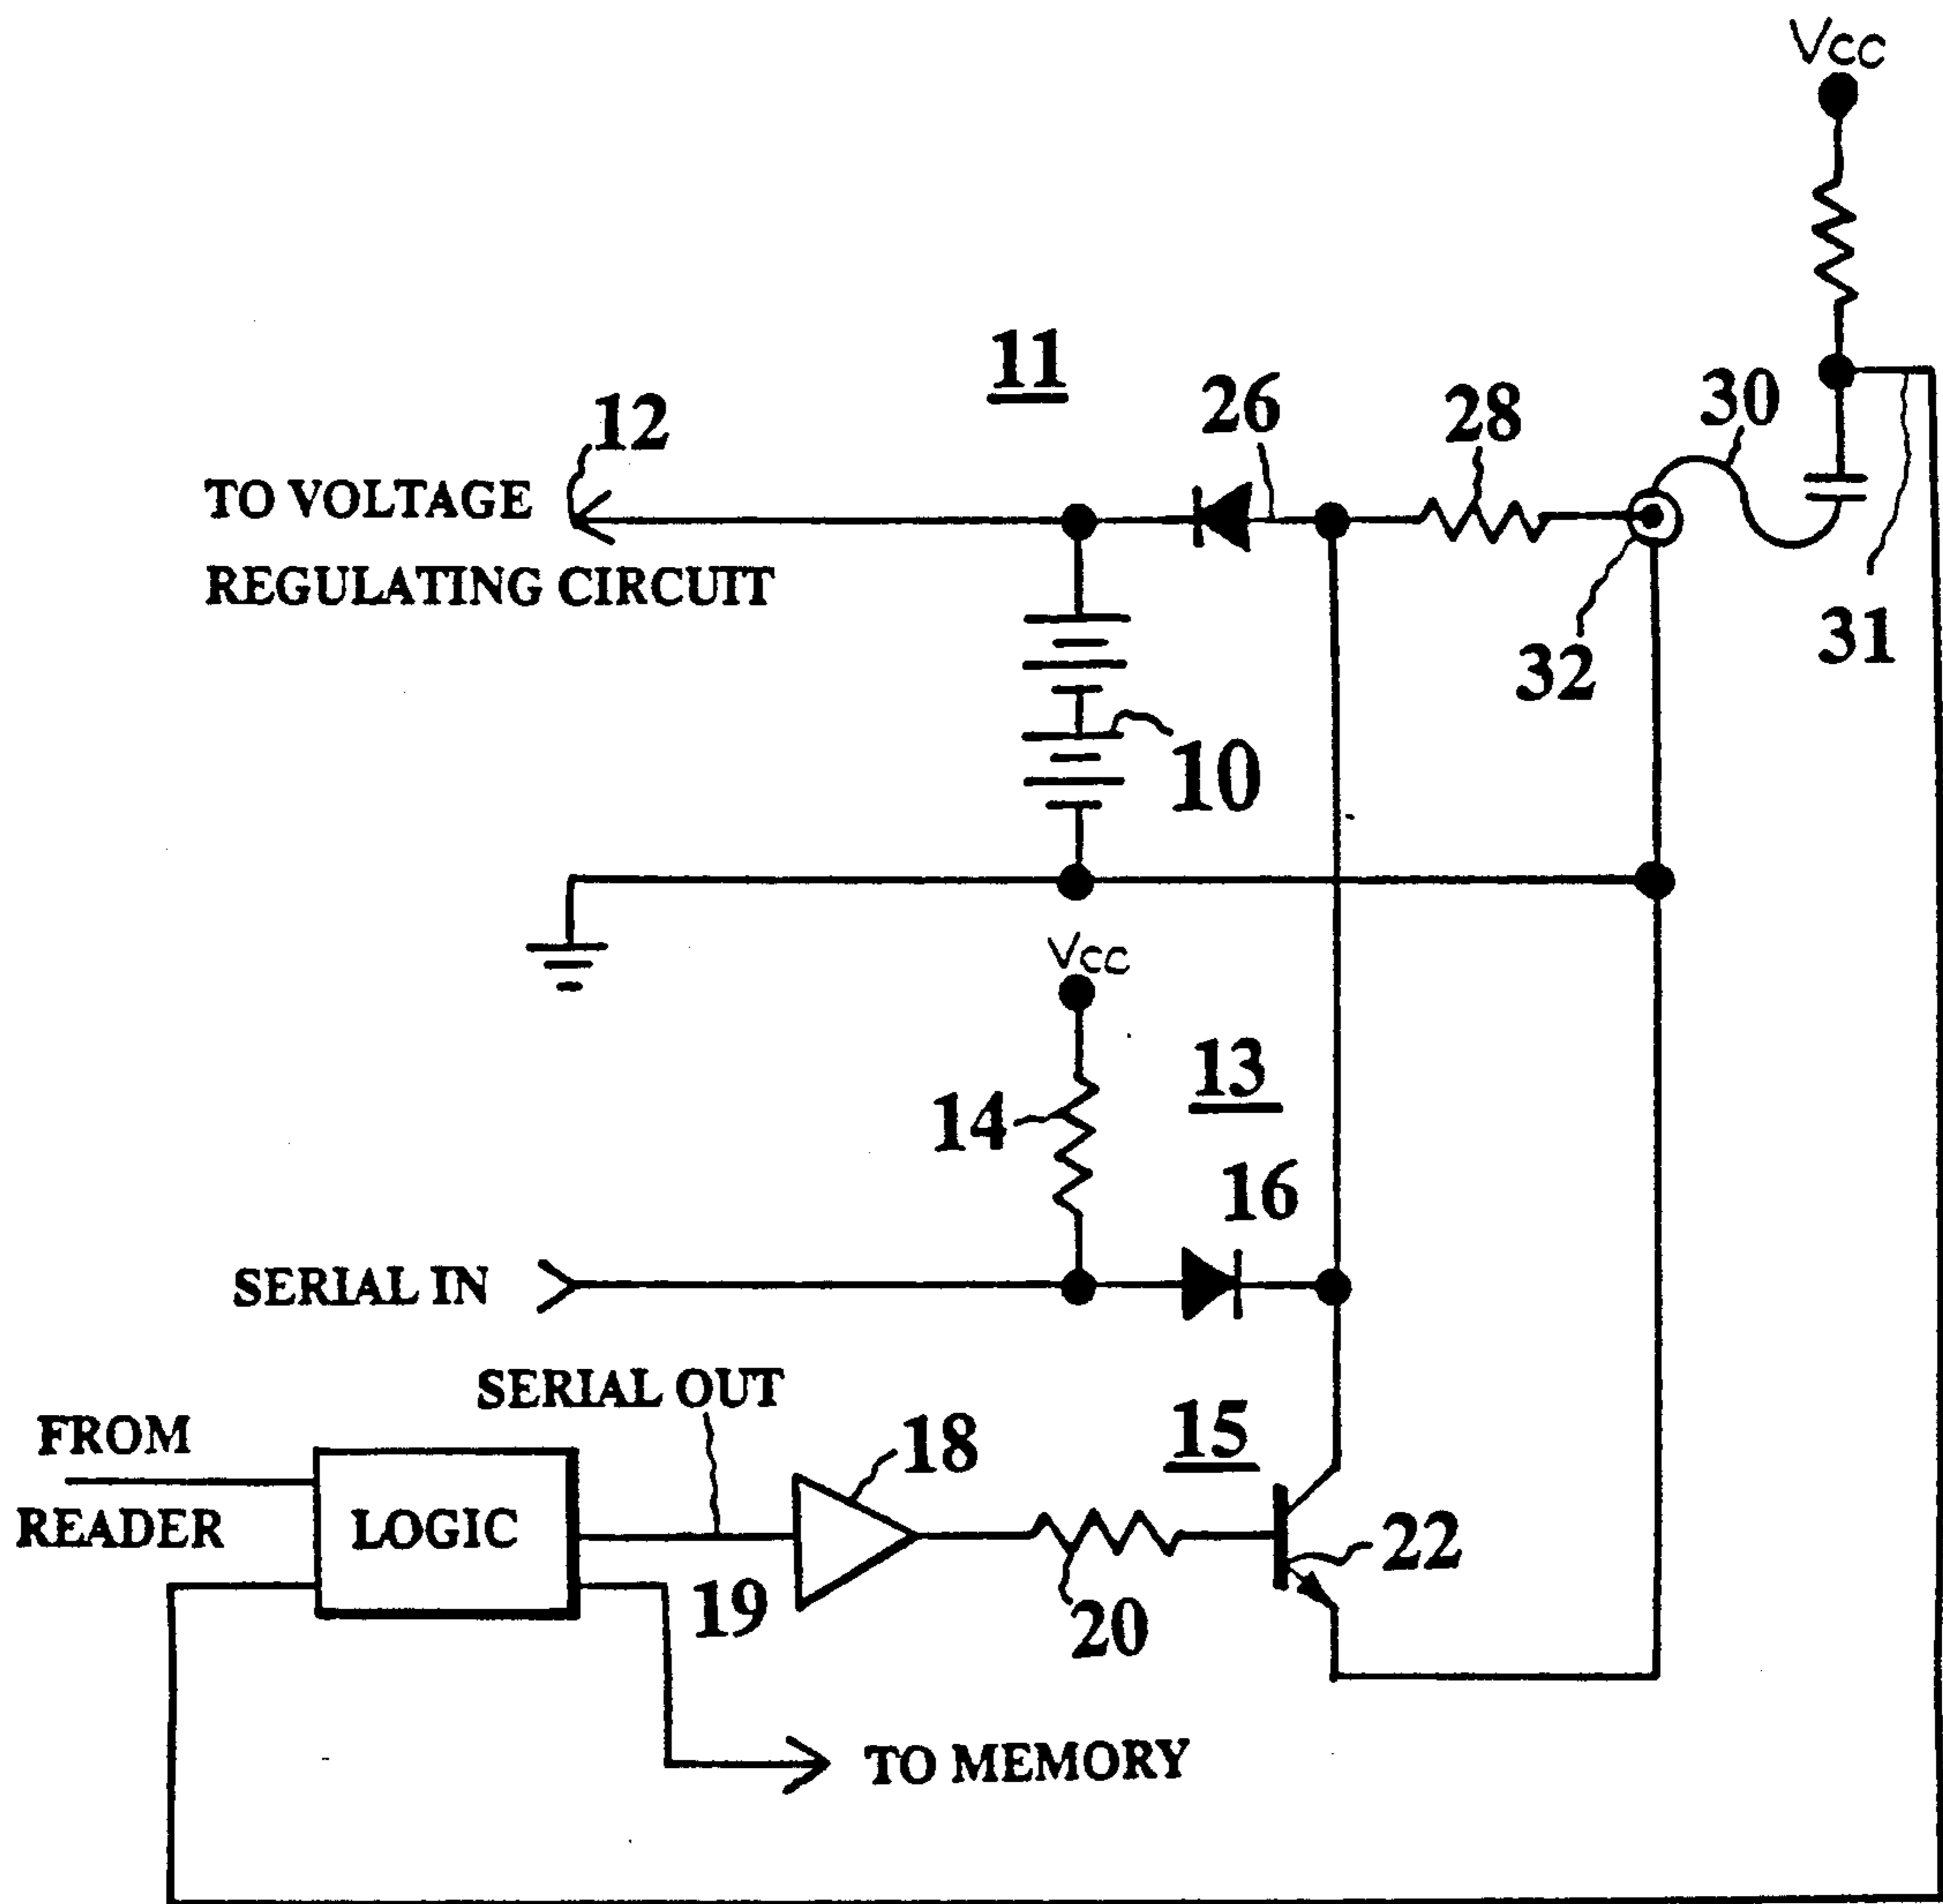 Vcc
11
12
26
28
30
TO VOLTAGE
REGULATING CIRCUIT
32
31
10
Vcc
13
14
16
SERIAL IN
SERIAL OUT
FROM
READER
LOGIC
18
15
22
19
20
TO MEMORY